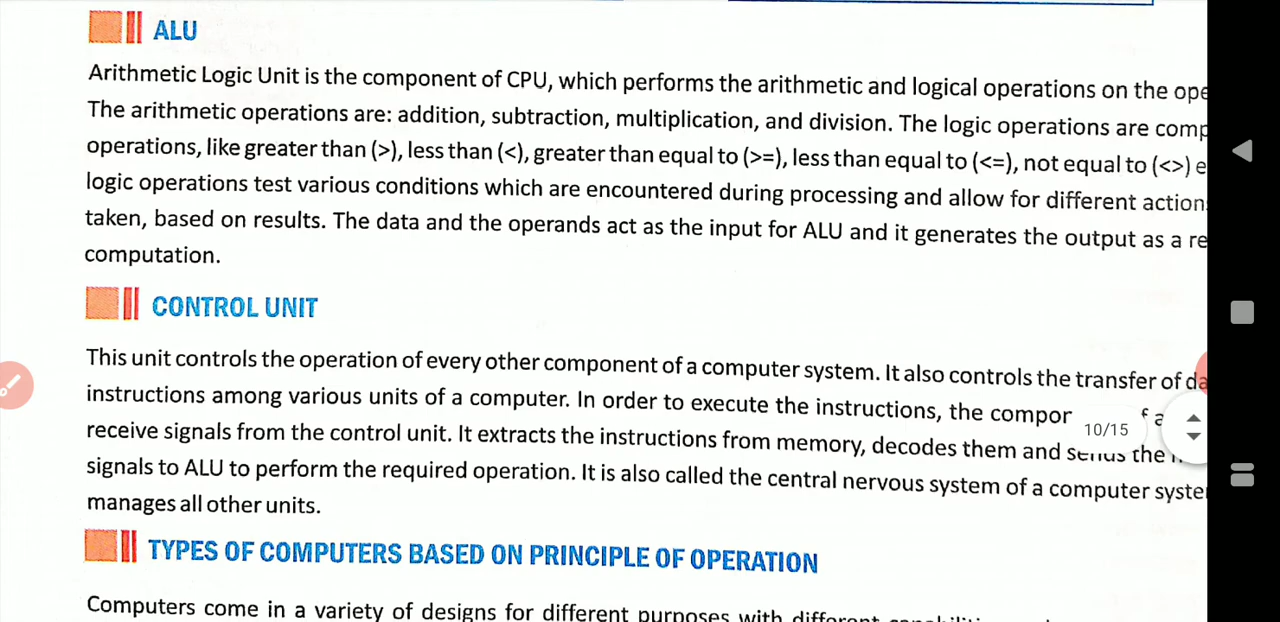 ALU
Arithmetic Logic Unit is the component of CPU, which performs the arithmetic and logical operations on the
The arithmetic operations are: addition, subtraction, multiplication, and division. The logic operations are
operations, like greater than (>), less than (<), greater than equal to (>=), less than equal to (<=), not equal to (<>)
logic operations test various conditions which are encountered during processing and allow for different
taken, based on results. The data and the operands act as the input for ALU and it generates the output as a
computation.
CONTROL UNIT
This unit controls the operation of every other component of a computer system. It also controls the transfer of
instructions among various units of a computer. In order to execute the instructions, the
10/15
receive signals from the control unit. It extracts the instructions from memory, decodes them and sends the
signals to ALU to perform the required operation. It is also called the central nervous system of a computer
manages all other units.
TYPES OF COMPUTERS BASED ON PRINCIPLE OF OPERATION
Computers come in a variety of designs for different purposes with different